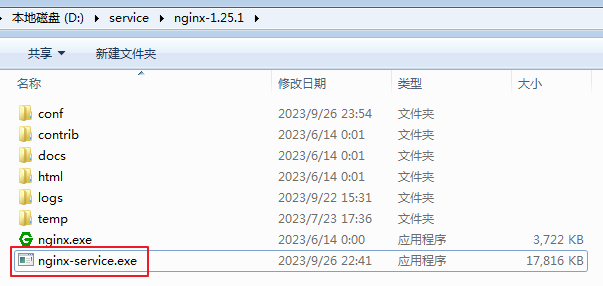 本地磁盘 (D:) ▸ service ▸ nginx-1.25.1 ▸
共享 新建文件夹
名称 修改日期 类型 大小
conf 2023/9/26 23:54 文件夹
contrib 2023/6/14 0:01 文件夹
docs 2023/6/14 0:01 文件夹
html 2023/6/14 0:01 文件夹
logs 2023/9/22 15:31 文件夹
temp 2023/7/23 17:36 文件夹
nginx.exe 2023/6/14 0:00 应用程序 3,722 KB
nginx-service.exe 2023/9/26 22:41 应用程序 17,816 KB